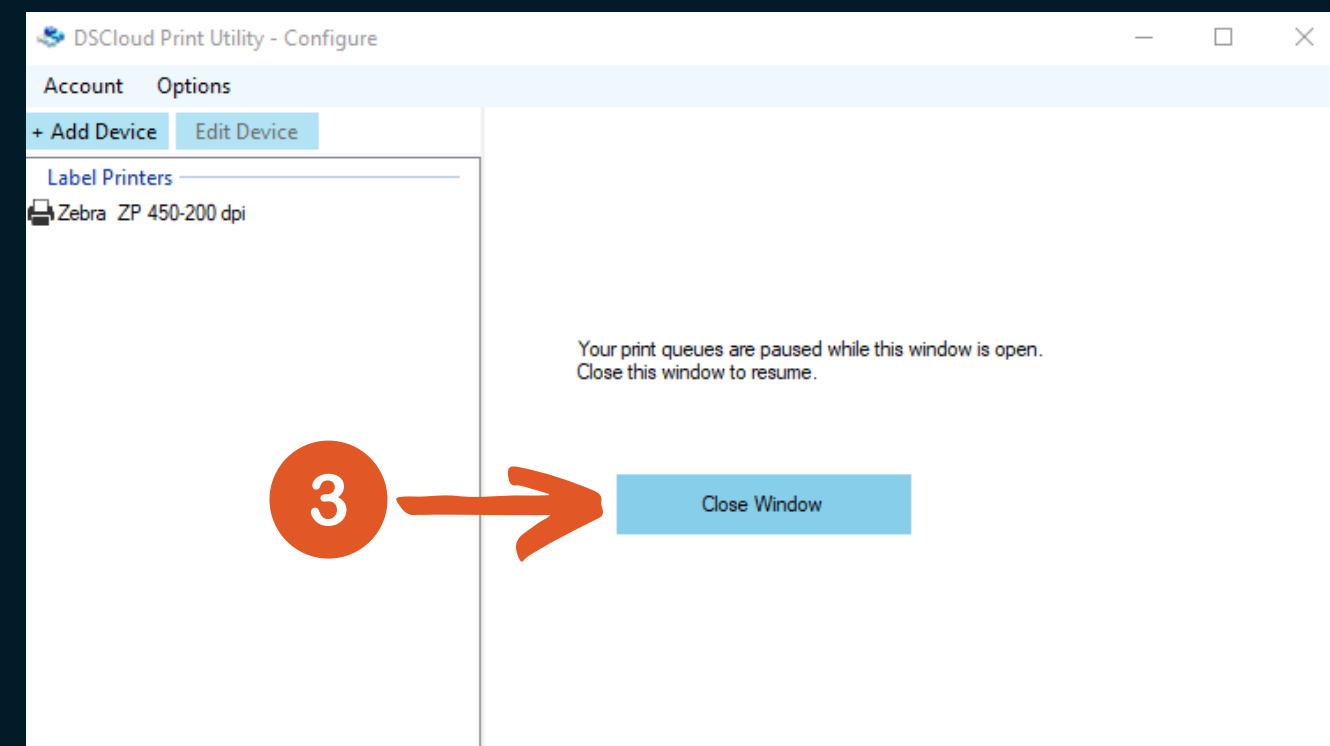 DSCloud Print Utility - Configure
Account Options
+ Add Device Edit Device
Label Printers
Zebra ZP 450-200 dpi
Your print queues are paused while this window is open.
Close this window to resume.
3
Close Window